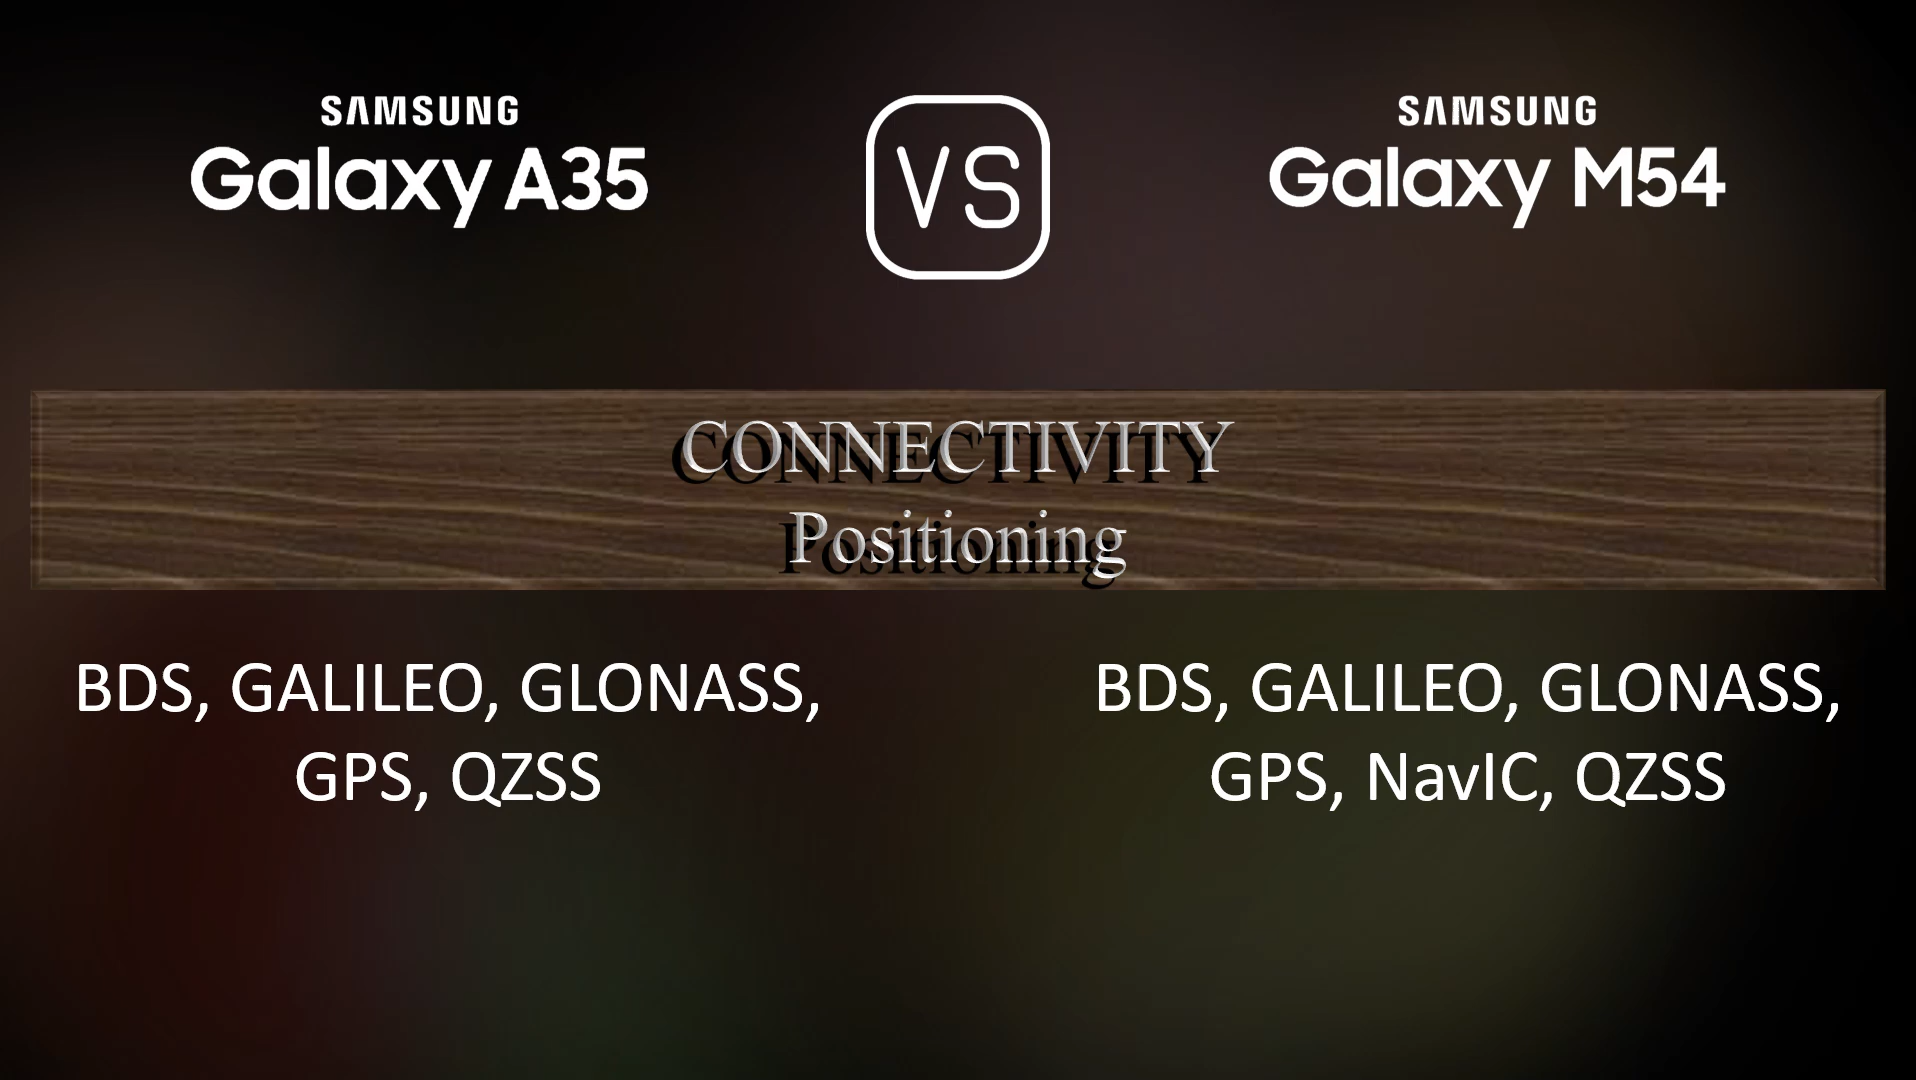 SAMSUNG
Galaxy A35
VS
SAMSUNG
Galaxy M54
CONNECTIVITY
Positioning
BDS, GALILEO, GLONASS,
GPS, QZSS
BDS, GALILEO, GLONASS,
GPS, NavIC, QZSS